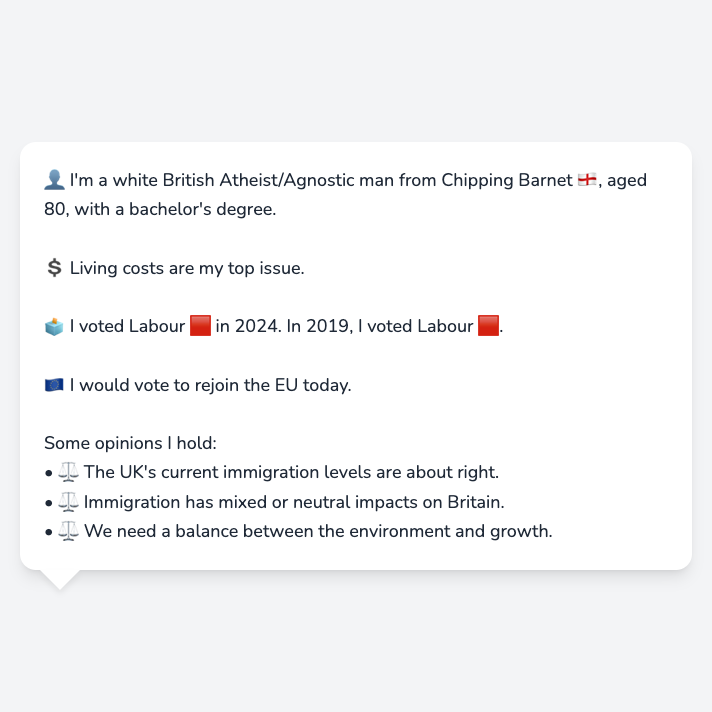 👤 I'm a white British Atheist/Agnostic man from Chipping Barnet 🏴󠁧󠁢󠁥󠁮󠁧󠁿, aged
80, with a bachelor's degree.
💲 Living costs are my top issue.
🗳️ I voted Labour 🟥 in 2024. In 2019, I voted Labour 🟥.
🇪🇺 I would vote to rejoin the EU today.
Some opinions I hold:
• ⚖️ The UK's current immigration levels are about right.
• ⚖️ Immigration has mixed or neutral impacts on Britain.
• ⚖️ We need a balance between the environment and growth.